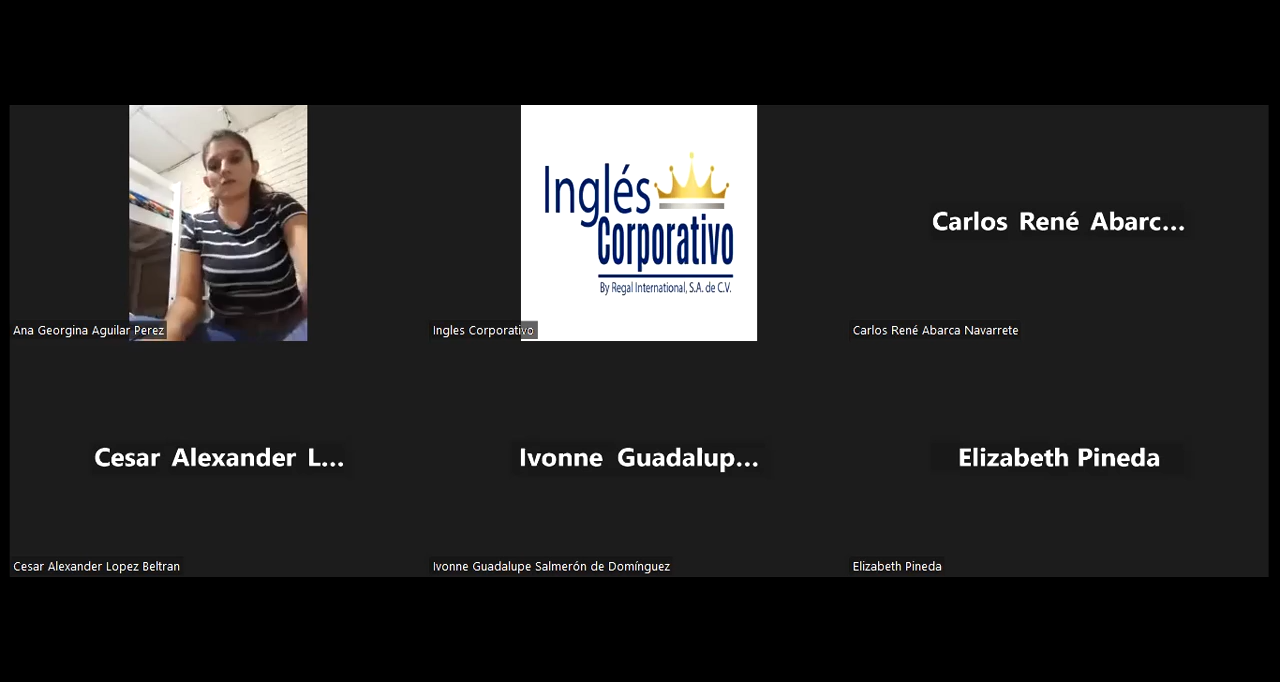 Inglés
Corporativo
By Regal International, S.A. de C.V.
Carlos René Abarc...
Ana Georgina Aguilar Perez
Ingles Corporativo
Carlos René Abarca Navarrete
Cesar Alexander L...
Ivonne Guadalup...
Elizabeth Pineda
Cesar Alexander Lopez Beltran
Ivonne Guadalupe Salmerón de Domínguez
Elizabeth Pineda